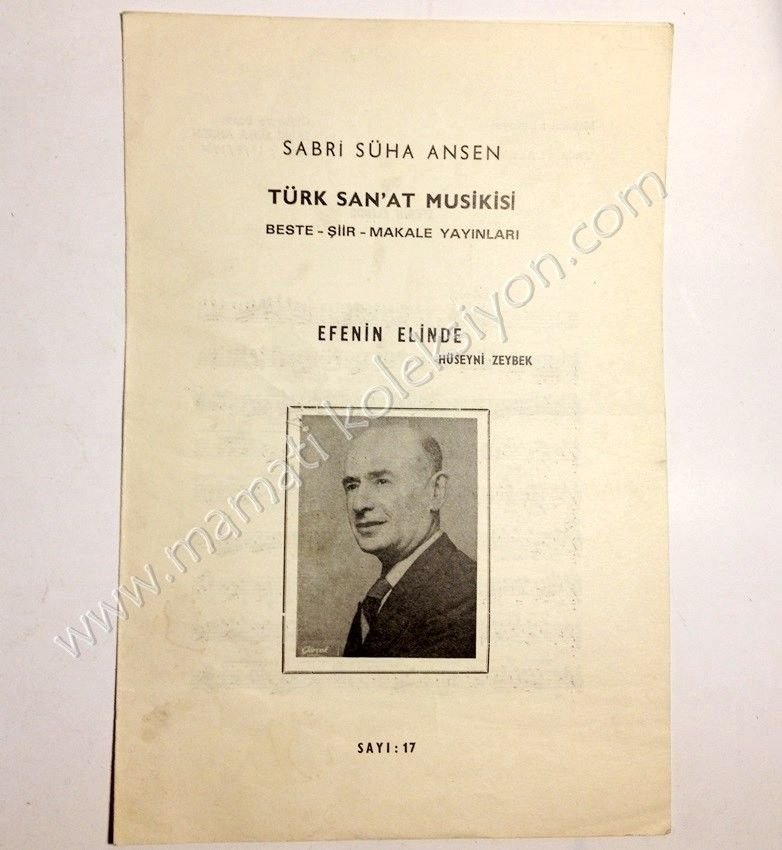 SABRİ SÜHA ANSEN
TÜRK SAN'AT MUSİKİSİ
BESTE - ŞİİR - MAKALE YAYINLARI
EFENİN ELİNDE
HÜSEYNİ ZEYBEK
www.mamatikoleksiyon.com
SAYI : 17